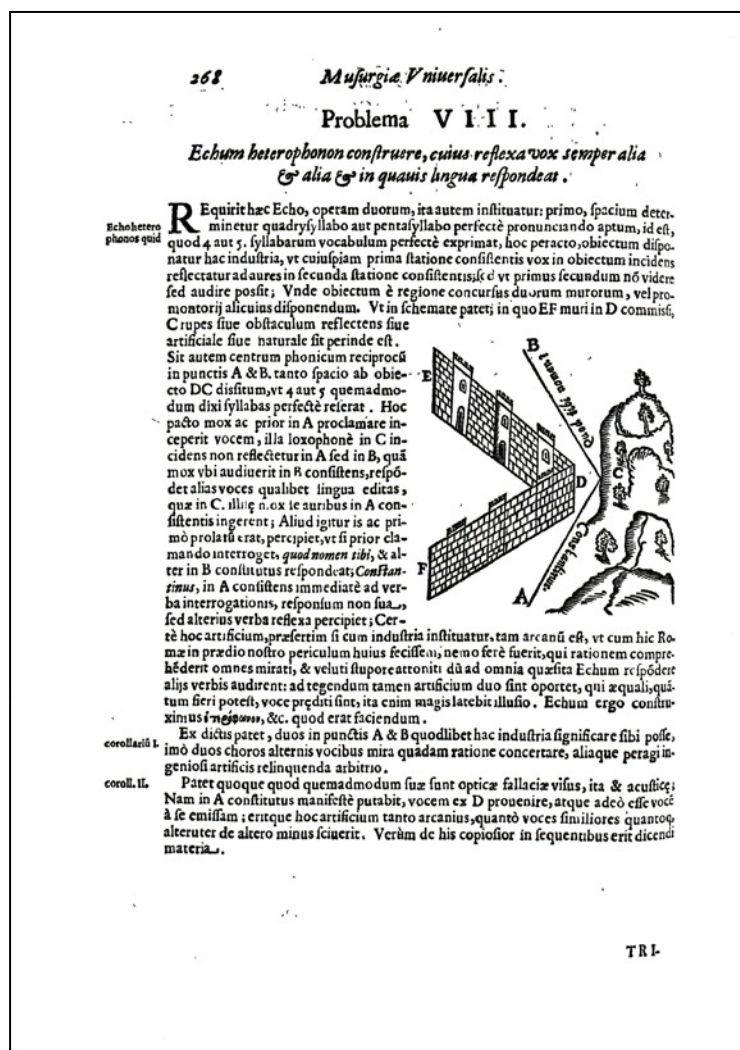 268 Musurgiæ Vniuersalis.
Problema VIII.
Echum heterophonon construere, cuius reflexa vox semper alia
& alia & in quauis lingua respondeat.
Echo hetero
phonos quid
REquirit hæc Echo, operam duorum, ita autem instituatur: primo, spacium deter-
minetur quadrysyllabo aut pentasyllabo perfectè pronunciando aptum, id est,
quod 4 aut 5. syllabarum vocabulum perfectè exprimat, hoc peracto, obiectum dispo-
natur hac industria, vt cuiuspiam prima statione consistentis vox in obiectum incidens
reflectatur ad aures in secunda statione consistentis; sed vt primus secundum nō videre
sed audire possit; Vnde obiectum è regione concursus duorum murorum, vel pro-
montorij alicuius disponendum. Vt in schemate patet; in quo EF muri in D commissi,
C rupes siue obstaculum reflectens siue
artificiale siue naturale sit perinde est.
Sit autem centrum phonicum reciprocū
in punctis A & B. tanto spacio ab obie-
cto DC dissitum, vt 4 aut 5 quemadmo-
dum dixi syllabas perfectè referat. Hoc
pacto mox ac prior in A proclamare in-
ceperit vocem, illa loxophonè in C in-
cidens non reflectetur in A sed in B, quā
mox vbi audiuerit in B consistens, respō-
det alias voces qualibet lingua editas,
quæ in C. illiſę mox se auribus in A con-
sistentis ingerent; Aliud igitur is ac pri-
mò prolatū erat, percipiet, vt si prior cla-
mando interroget, quod nomen tibi, & al-
ter in B constitutus respondeat; Constan-
tinus, in A consistens immediatè ad ver-
ba interrogationis, responsum non sua,
sed alterius verba reflexa percipiet; Cer-
tè hoc artificium, præsertim si cum industria instituatur, tam arcanū est, vt cum hic Ro-
mæ in prædio nostro periculum huius fecissem, nemo ferè fuerit, qui rationem compre-
hēderit omnes mirati, & veluti stupore attoniti dū ad omnia quæsita Echum respōdere
alijs verbis audirent: ad tegendum tamen artificium duo sint oportet, qui æquali, quā-
tum fieri potest, voce præditi sint, ita enim magis latebit illusio. Echum ergo constru-
ximus &c. quod erat faciendum.
corollariū I.
Ex dictis patet, duos in punctis A & B quodlibet hac industria significare sibi posse,
imò duos choros alternis vocibus mira quadam ratione concertare, aliaque peragi in-
geniosi artificis relinquenda arbitrio.
coroll. II.
Patet quoque quod quemadmodum suæ sunt opticæ fallaciæ visus, ita & acusticę;
Nam in A constitutus manifestè putabit, vocem ex D prouenire, atque adeò esse vocē
à se emissam; eritque hoc artificium tanto arcanius, quantò voces similiores quantoq;
alteruter de altero minus sciuerit. Verùm de his copiosior in sequentibus erit dicendi
materia.
B
E
quod tibi nomen
C
D
Constantinus
F
A
TRI-